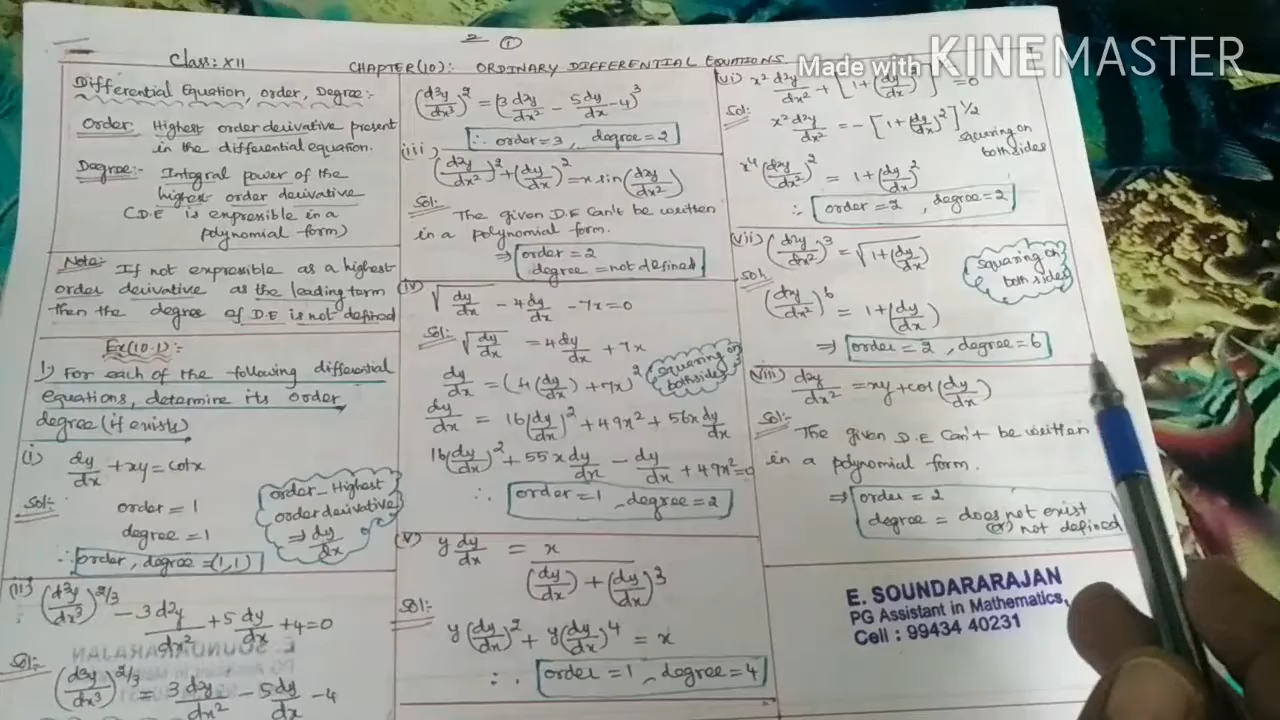 Made with KINEMASTER
2 ①
Class: XII
CHAPTER (10): ORDINARY DIFFERENTIAL EQUATIONS
Differential Equation, order, Degree:-
Order: Highest order derivative present
in the differential equation.
Degree:- Integral power of the
highest order derivative
(D.E is expressible in a
polynomial form)
Note: If not expressible as a highest
order derivative as the leading term
then the degree of D.E is not defined
Ex(10.1):
1) For each of the following differential
equations, determine its order,
degree (if exists)
(i) dy/dx + xy = cotx
Sol: order = 1
degree = 1
∴ order, degree = (1,1)
order - Highest
order derivative
⇒ dy/dx
(ii) (d³y/dx³)^2/3 - 3 d²y/dx² + 5 dy/dx + 4 = 0
Sol: (d³y/dx³)^2/3 = 3 d²y/dx² - 5 dy/dx - 4
(d³y/dx³)² = (3 d²y/dx² - 5 dy/dx - 4)³
∴ order = 3, degree = 2
(iii) (d²y/dx²)² + (dy/dx)² = x sin(d²y/dx²)
Sol: The given D.E Can't be written
in a polynomial form.
⇒ order = 2
degree = not defined
(iv) √dy/dx - 4 dy/dx - 7x = 0
Sol: √dy/dx = 4 dy/dx + 7x
dy/dx = (4(dy/dx) + 7x)²
squaring on
bothsides
dy/dx = 16(dy/dx)² + 49x² + 56x dy/dx
16(dy/dx)² + 55x dy/dx - dy/dx + 49x² = 0
∴ order = 1, degree = 2
(v) y dy/dx = x / (dy/dx) + (dy/dx)³
Sol:
y(dy/dx)² + y(dy/dx)⁴ = x
∴ order = 1, degree = 4
(vi) x² d²y/dx² + [1 + (dy/dx)²] = 0
Sol: x² d²y/dx² = - [1 + (dy/dx)²]^1/2
squaring on
bothsides
x⁴(d²y/dx²)² = 1 + (dy/dx)²
∴ order = 2, degree = 2
(vii) (d²y/dx²)³ = √1 + (dy/dx)
Sol. (d²y/dx²)⁶ = 1 + (dy/dx)
squaring on
both sides
⇒ order = 2, degree = 6
(viii) d²y/dx² = xy + cos(dy/dx)
Sol: The given D.E Can't be written
in a polynomial form.
⇒ order = 2
degree = does not exist
(or) not defined
E. SOUNDARARAJAN
PG Assistant in Mathematics,
Cell : 99434 40231